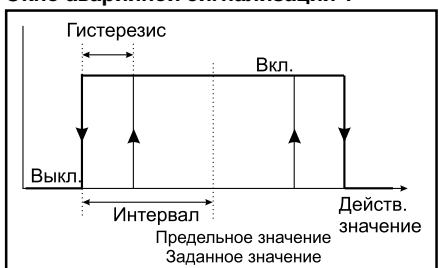 Окно аварийной сигнализации 1
Гистерезис
Вкл.
Выкл.
Интервал
Действ.
значение
Предельное значение
Заданное значение